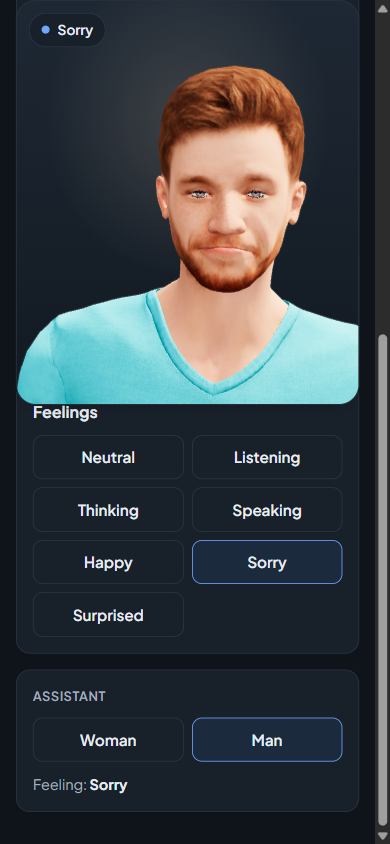 Sorry
Feelings
Neutral
Listening
Thinking
Speaking
Happy
Sorry
Surprised
ASSISTANT
Woman
Man
Feeling: Sorry